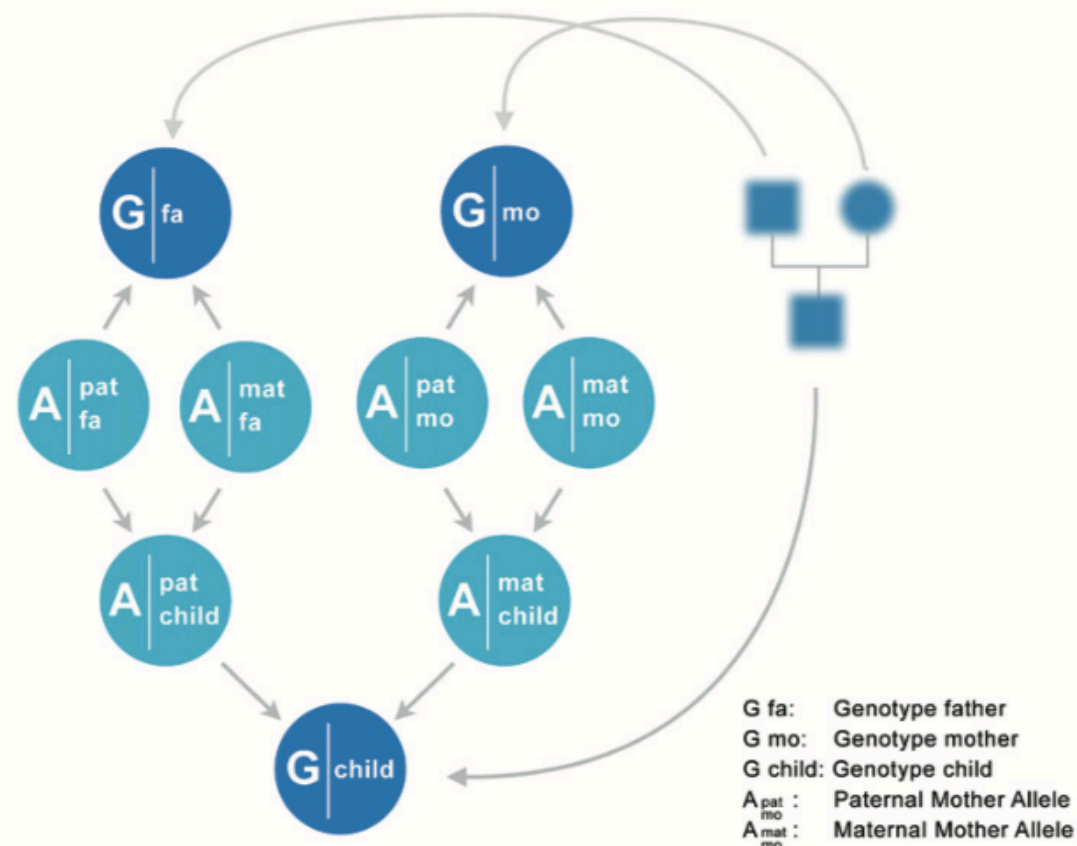 G fa
G mo
A pat fa
A mat fa
A pat mo
A mat mo
A pat child
A mat child
G child
G fa: Genotype father
G mo: Genotype mother
G child: Genotype child
A pat mo : Paternal Mother Allele
A mat mo : Maternal Mother Allele